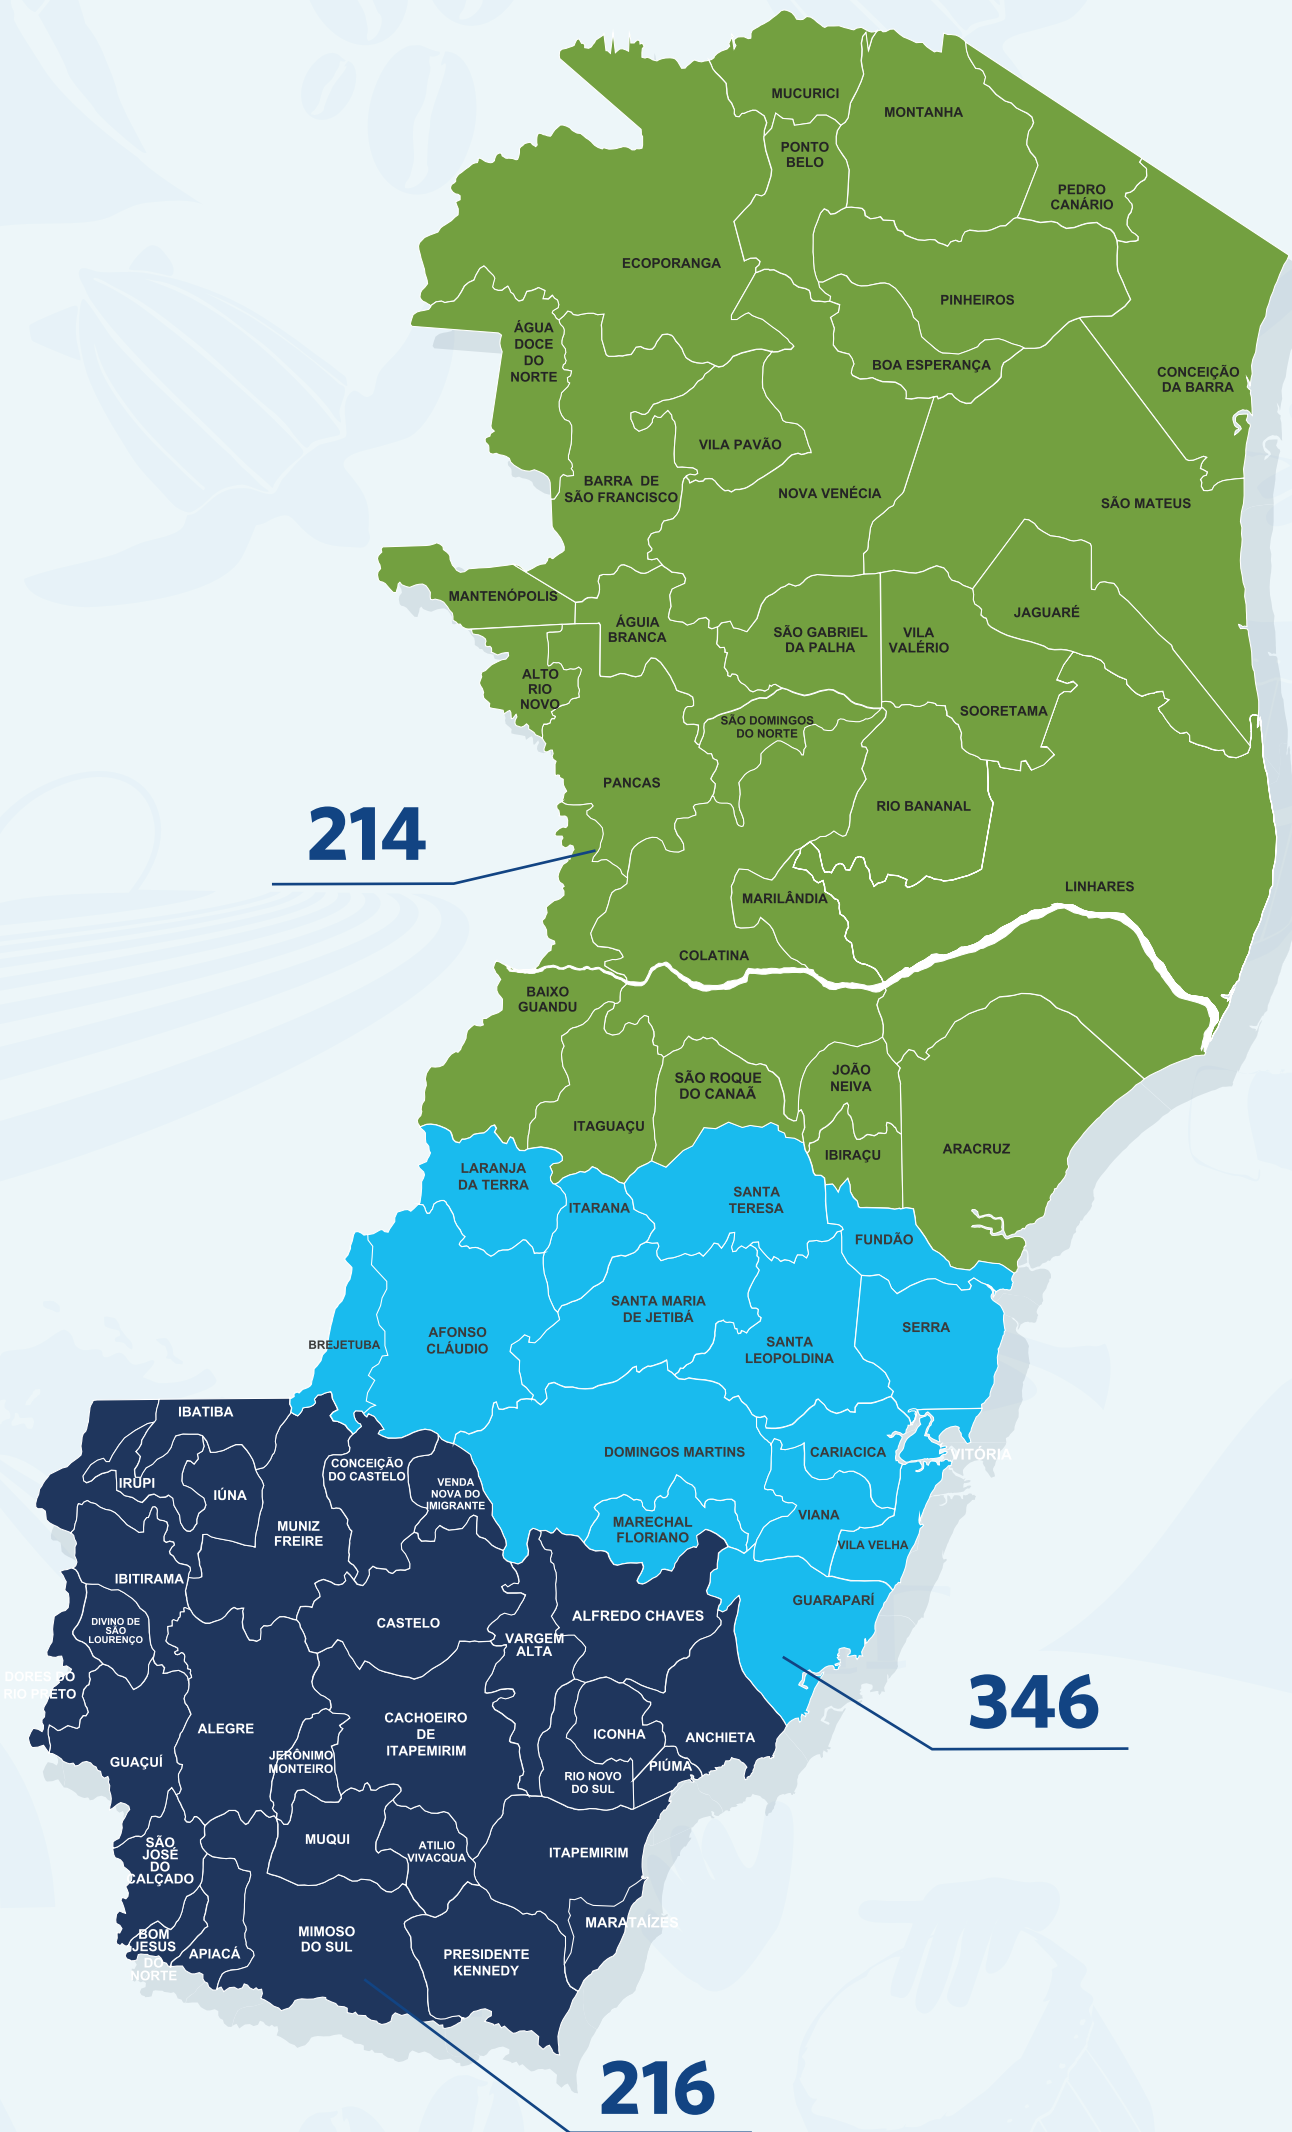 MUCURICI
MONTANHA
PONTO
BELO
PEDRO
CANÁRIO
ECOPORANGA
PINHEIROS
ÁGUA
DOCE
DO
NORTE
BOA ESPERANÇA
CONCEIÇÃO
DA BARRA
VILA PAVÃO
BARRA DE
SÃO FRANCISCO
NOVA VENÉCIA
SÃO MATEUS
MANTENÓPOLIS
ÁGUIA
BRANCA
SÃO GABRIEL
DA PALHA
VILA
VALÉRIO
JAGUARÉ
ALTO
RIO
NOVO
SÃO DOMINGOS
DO NORTE
SOORETAMA
PANCAS
RIO BANANAL
214
LINHARES
MARILÂNDIA
COLATINA
BAIXO
GUANDU
SÃO ROQUE
DO CANAÃ
JOÃO
NEIVA
ITAGUAÇU
IBIRAÇU
ARACRUZ
LARANJA
DA TERRA
ITARANA
SANTA
TERESA
FUNDÃO
SANTA MARIA
DE JETIBÁ
SERRA
BREJETUBA
AFONSO
CLÁUDIO
SANTA
LEOPOLDINA
IBATIBA
DOMINGOS MARTINS
CARIACICA
VITÓRIA
CONCEIÇÃO
DO CASTELO
IRUPI
IÚNA
VENDA
NOVA DO
IMIGRANTE
MUNIZ
FREIRE
MARECHAL
FLORIANO
VIANA
VILA VELHA
IBITIRAMA
GUARAPARÍ
DIVINO DE
SÃO
LOURENÇO
CASTELO
ALFREDO CHAVES
VARGEM
ALTA
DORES DO
RIO PRETO
346
ALEGRE
CACHOEIRO
DE
ITAPEMIRIM
ICONHA
ANCHIETA
GUAÇUÍ
JERÔNIMO
MONTEIRO
PIÚMA
RIO NOVO
DO SUL
SÃO
JOSÉ
DO
CALÇADO
MUQUI
ATILIO
VIVACQUA
ITAPEMIRIM
MARATAÍZES
BOM
JESUS
DO
NORTE
APIACÁ
MIMOSO
DO SUL
PRESIDENTE
KENNEDY
216